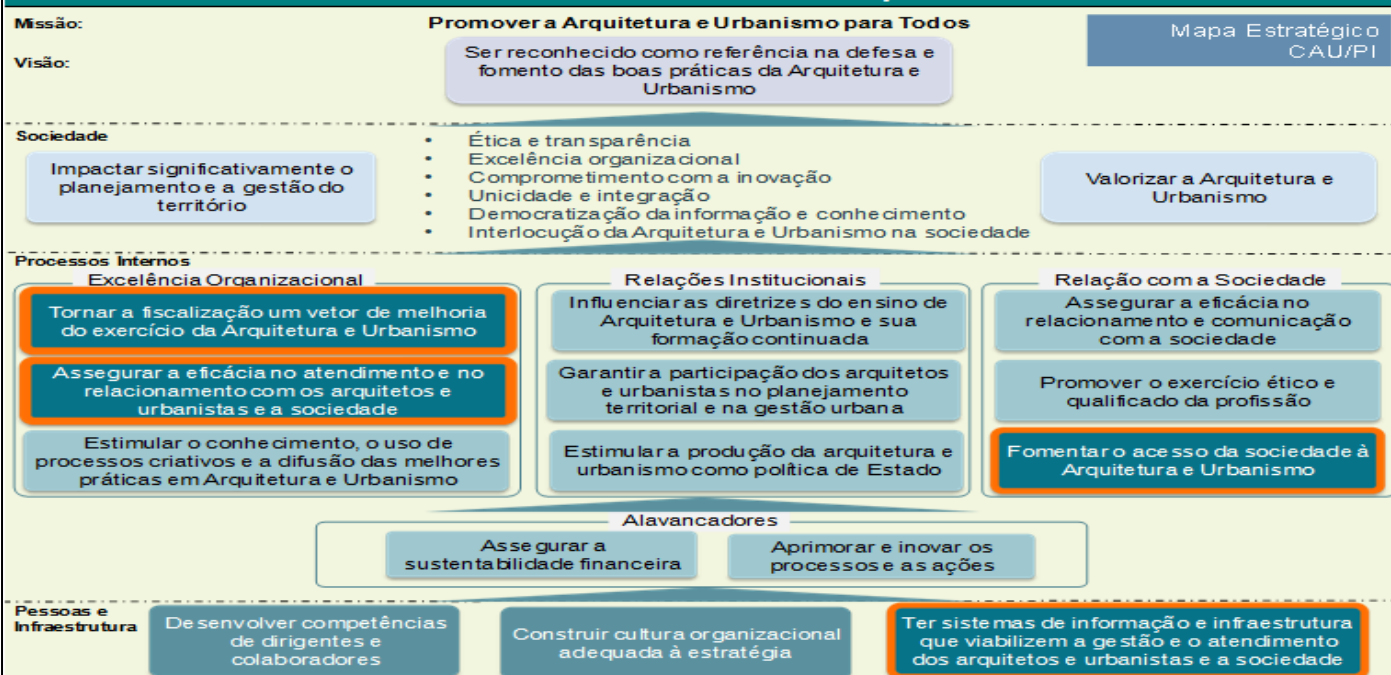 Missão:
Promover a Arquitetura e Urbanismo para Todos
Mapa Estratégico
CAU/PI
Visão:
Ser reconhecido como referência na defesa e
fomento das boas práticas da Arquitetura e
Urbanismo
Sociedade
Impactar significativamente o
planejamento e a gestão do
território
• Ética e transparência
• Excelência organizacional
• Comprometimento com a inovação
• Unicidade e integração
• Democratização da informação e conhecimento
• Interlocução da Arquitetura e Urbanismo na sociedade
Valorizar a Arquitetura e
Urbanismo
Processos Internos
Excelência Organizacional
Tornar a fiscalização um vetor de melhoria
do exercício da Arquitetura e Urbanismo
Assegurar a eficácia no atendimento e no
relacionamento com os arquitetos e
urbanistas e a sociedade
Estimular o conhecimento, o uso de
processos criativos e a difusão das melhores
práticas em Arquitetura e Urbanismo
Relações Institucionais
Influenciar as diretrizes do ensino de
Arquitetura e Urbanismo e sua
formação continuada
Garantir a participação dos arquitetos
e urbanistas no planejamento
territorial e na gestão urbana
Estimular a produção da arquitetura e
urbanismo como política de Estado
Relação com a Sociedade
Assegurar a eficácia no
relacionamento e comunicação
com a sociedade
Promover o exercício ético e
qualificado da profissão
Fomentar o acesso da sociedade à
Arquitetura e Urbanismo
Alavancadores
Assegurar a
sustentabilidade financeira
Aprimorar e inovar os
processos e as ações
Pessoas e
Infraestrutura
Desenvolver competências
de dirigentes e
colaboradores
Construir cultura organizacional
adequada à estratégia
Ter sistemas de informação e infraestrutura
que viabilizem a gestão e o atendimento
dos arquitetos e urbanistas e a sociedade